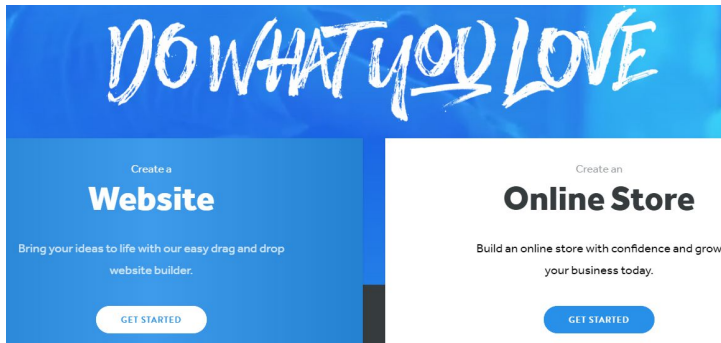 DO WHAT YOU LOVE
Create a
Website
Bring your ideas to life with our easy drag and drop
website builder.
GET STARTED
Create an
Online Store
Build an online store with confidence and grow
your business today.
GET STARTED